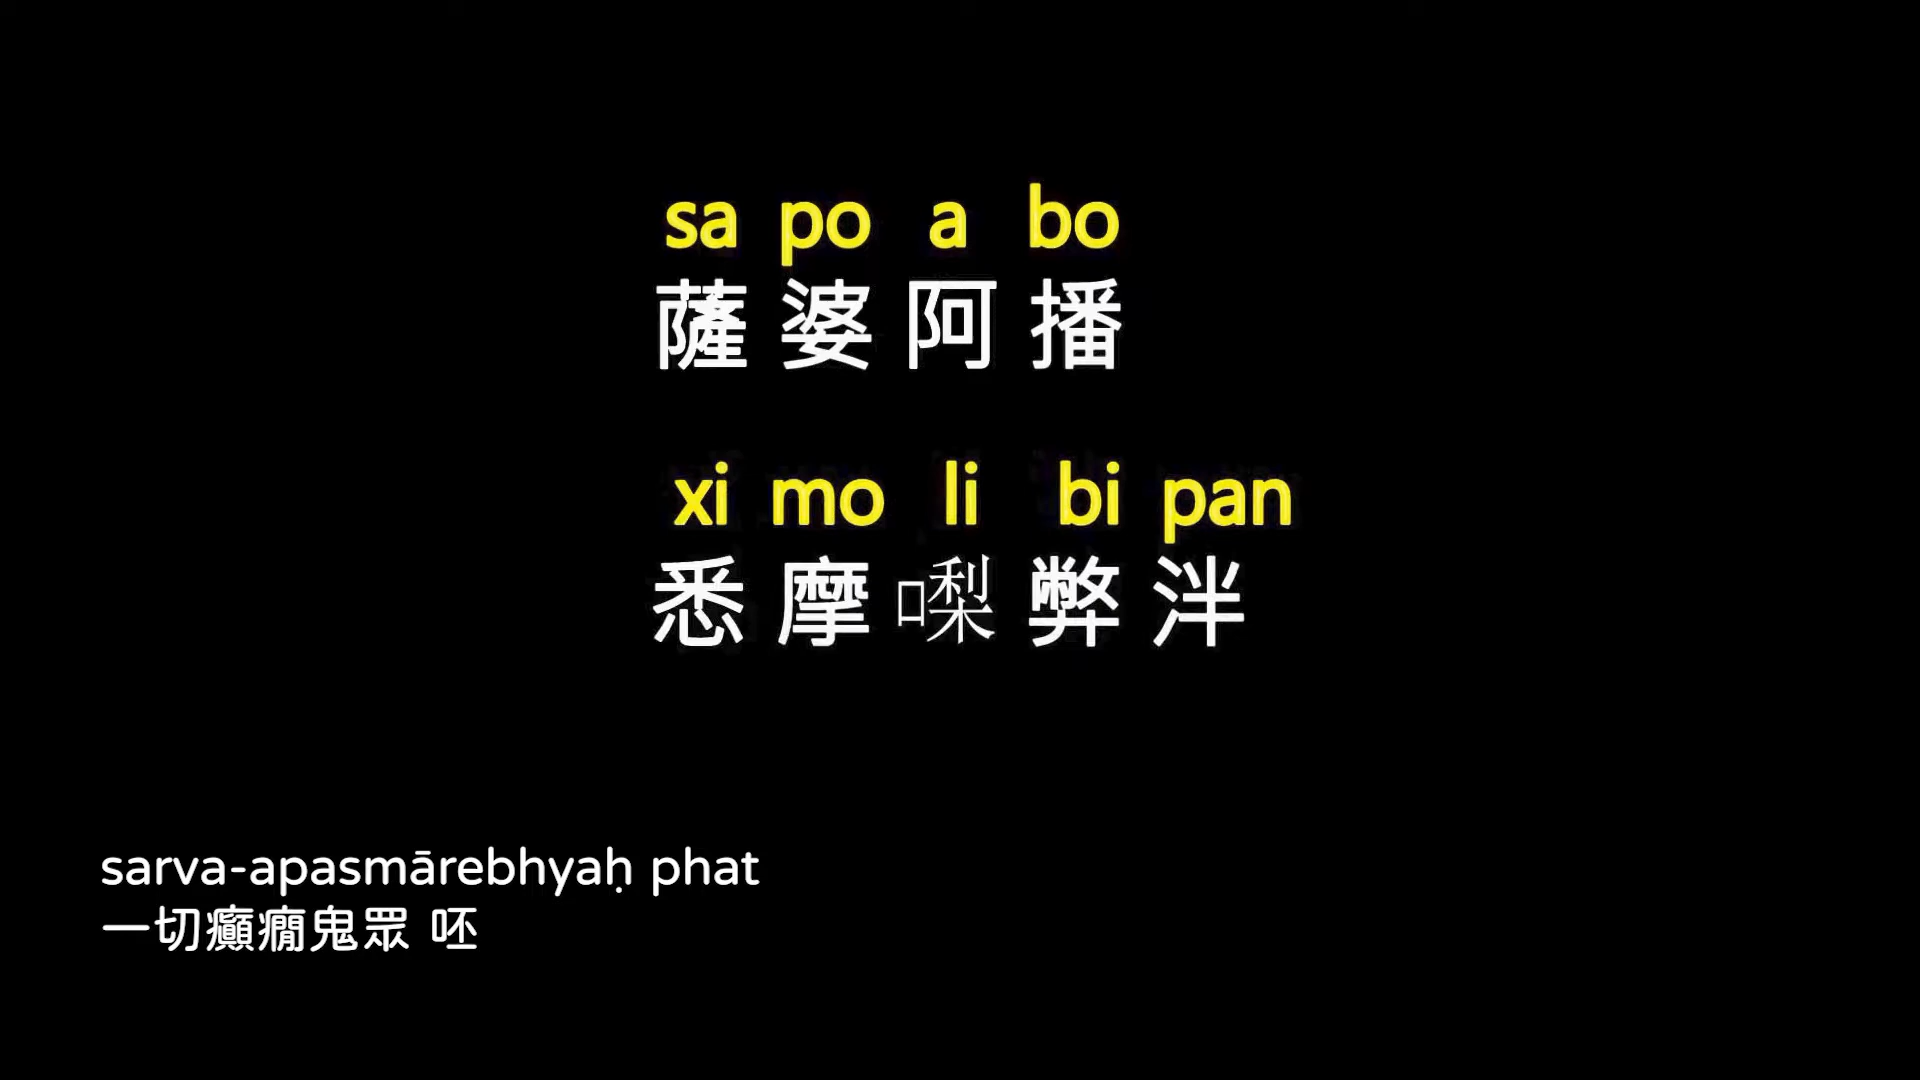 sa po a bo
薩婆阿播
xi mo li bi pan
悉摩㗚弊泮
sarva-apasmārebhyaḥ phat
一切癲癇鬼眾 呸